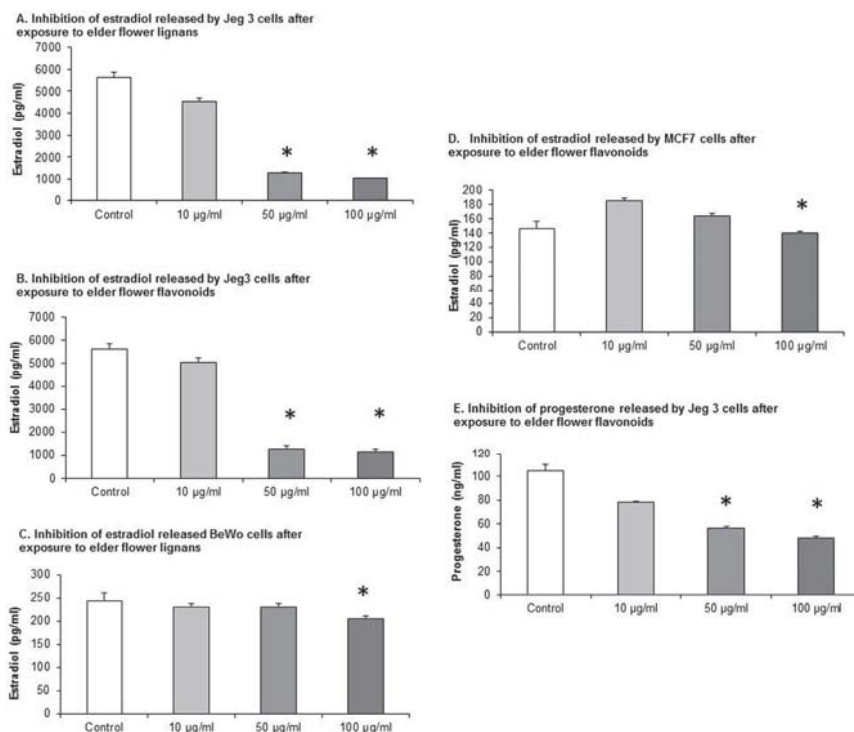 A. Inhibition of estradiol released by Jeg 3 cells after
exposure to elder flower lignans
7000
6000
5000
4000
3000
2000
1000
0
Estradiol (pg/ml)
*
*
Control
10 µg/ml
50 µg/ml
100 µg/ml
B. Inhibition of estradiol released by Jeg3 cells after
exposure to elder flower flavonoids
7000
6000
5000
4000
3000
2000
1000
0
Estradiol (pg/ml)
*
*
Control
10 µg/ml
50 µg/ml
100 µg/ml
C. Inhibition of estradiol released BeWo cells after
exposure to elder flower lignans
300
250
200
150
100
50
0
Estradiol (pg/ml)
*
Control
10 µg/ml
50 µg/ml
100 µg/ml
D. Inhibition of estradiol released by MCF7 cells after
exposure to elder flower flavonoids
200
180
160
140
120
100
80
60
40
20
0
Estradiol (pg/ml)
*
Control
10 µg/ml
50 µg/ml
100 µg/ml
E. Inhibition of progesterone released by Jeg 3 cells after
exposure to elder flower flavonoids
120
100
80
60
40
20
0
Progesterone (ng/ml)
*
*
Control
10 µg/ml
50 µg/ml
100 µg/ml